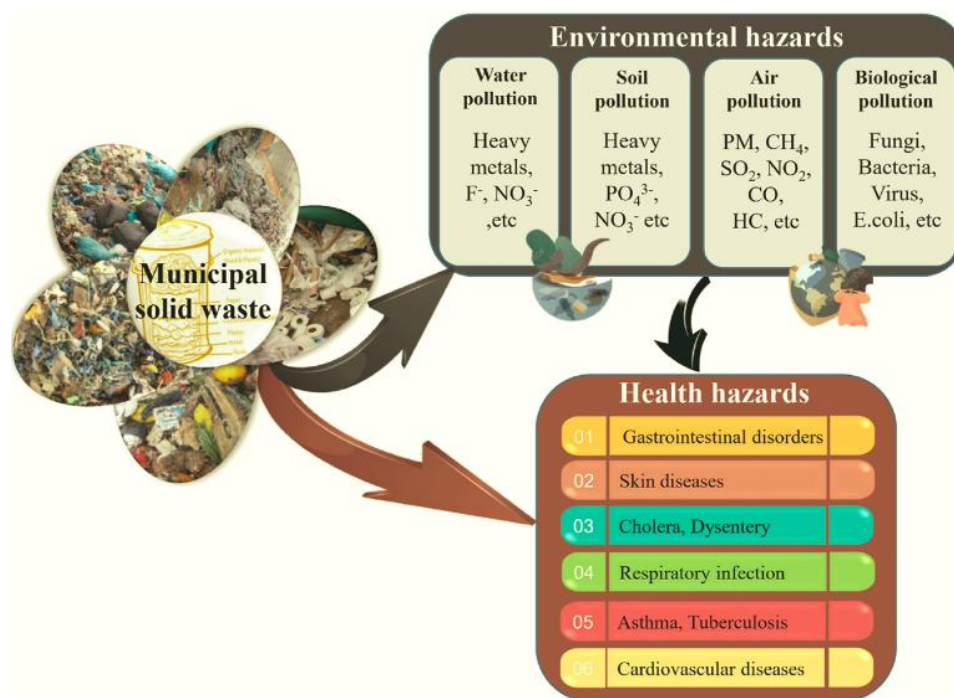 Municipal
solid waste
Environmental hazards
Water
pollution
Heavy
metals,
F⁻, NO₃⁻
,etc
Soil
pollution
Heavy
metals,
PO₄³⁻,
NO₃⁻ etc
Air
pollution
PM, CH₄,
SO₂, NO₂,
CO,
HC, etc
Biological
pollution
Fungi,
Bacteria,
Virus,
E.coli, etc
Health hazards
01 Gastrointestinal disorders
02 Skin diseases
03 Cholera, Dysentery
04 Respiratory infection
05 Asthma, Tuberculosis
06 Cardiovascular diseases